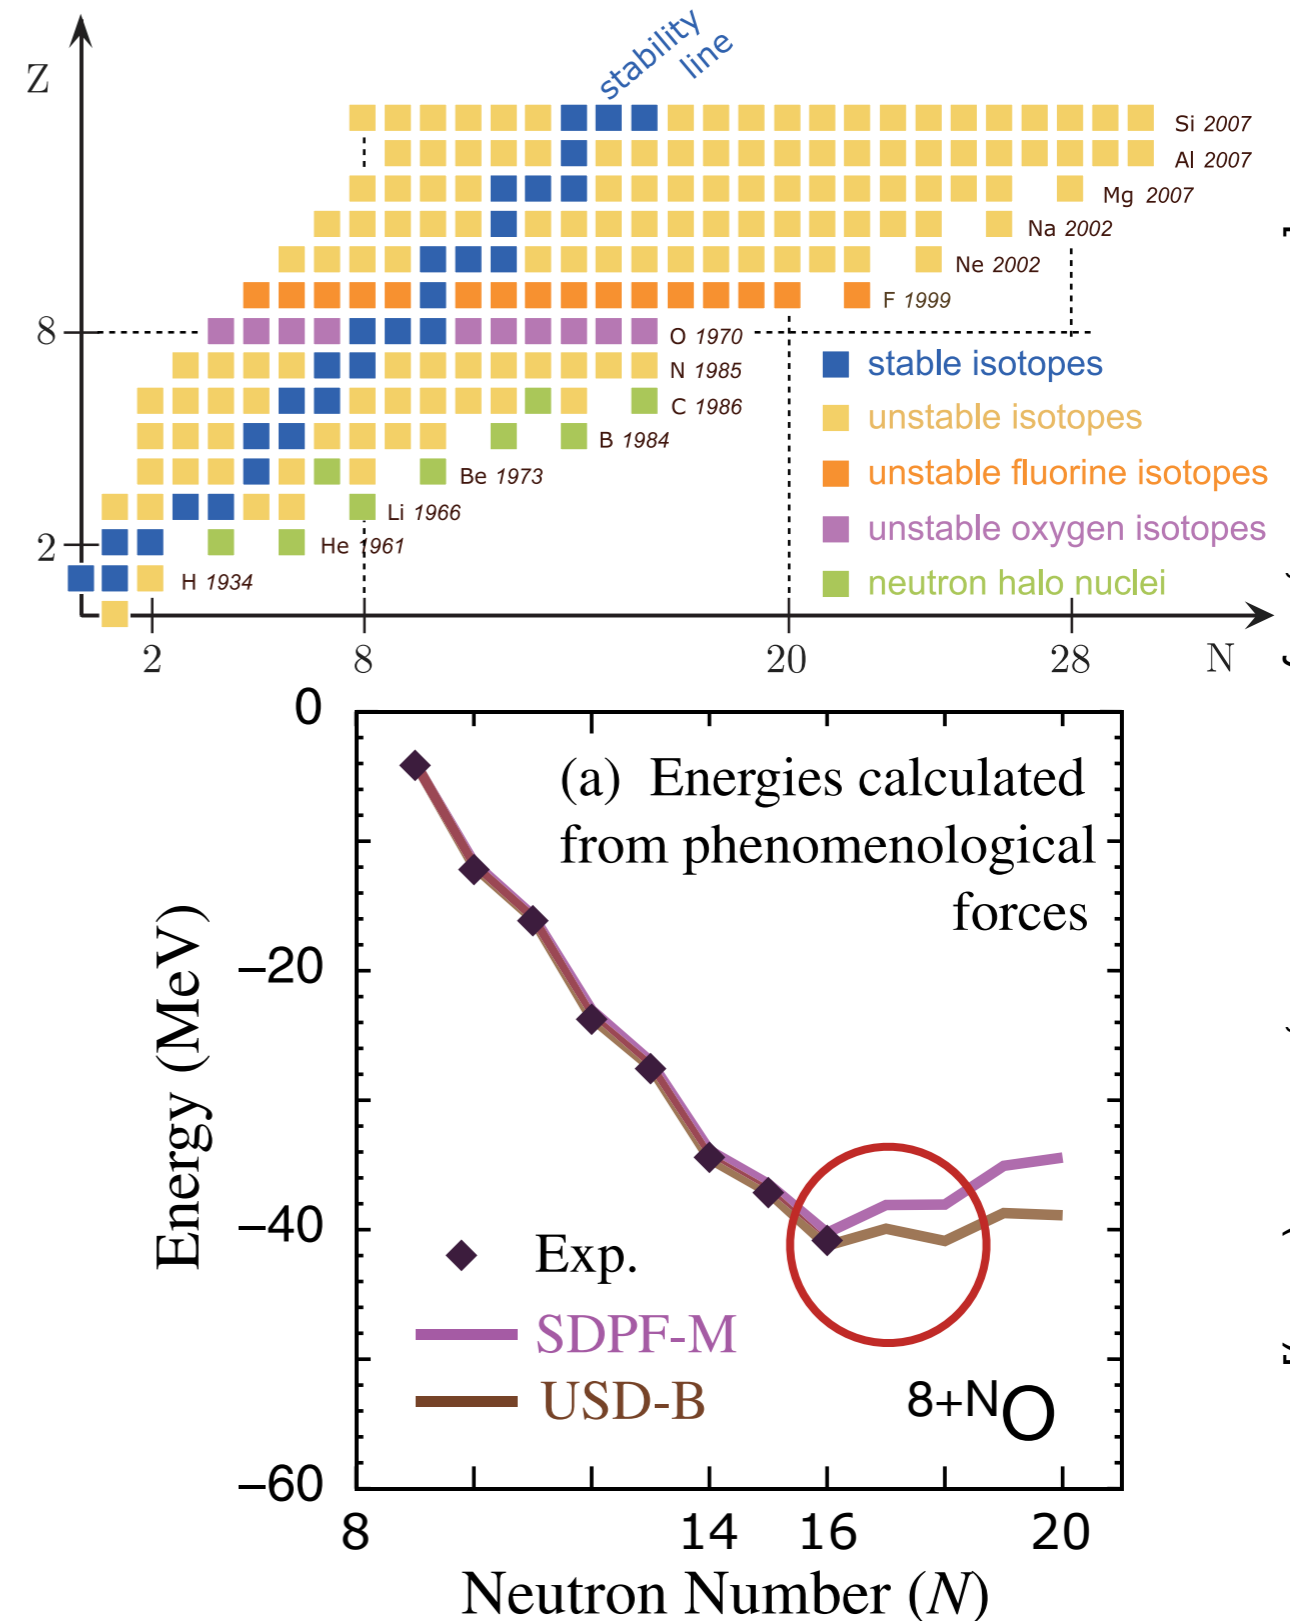 stability
line
Z
Si 2007
Al 2007
Mg 2007
Na 2002
Ne 2002
F 1999
8
O 1970
N 1985
C 1986
B 1984
Be 1973
Li 1966
2
He 1961
H 1934
stable isotopes
unstable isotopes
unstable fluorine isotopes
unstable oxygen isotopes
neutron halo nuclei
2
8
20
28
N
0
−20
−40
−60
Energy (MeV)
(a) Energies calculated
from phenomenological
forces
Exp.
SDPF-M
USD-B
8+NO
8
14
16
20
Neutron Number (N)